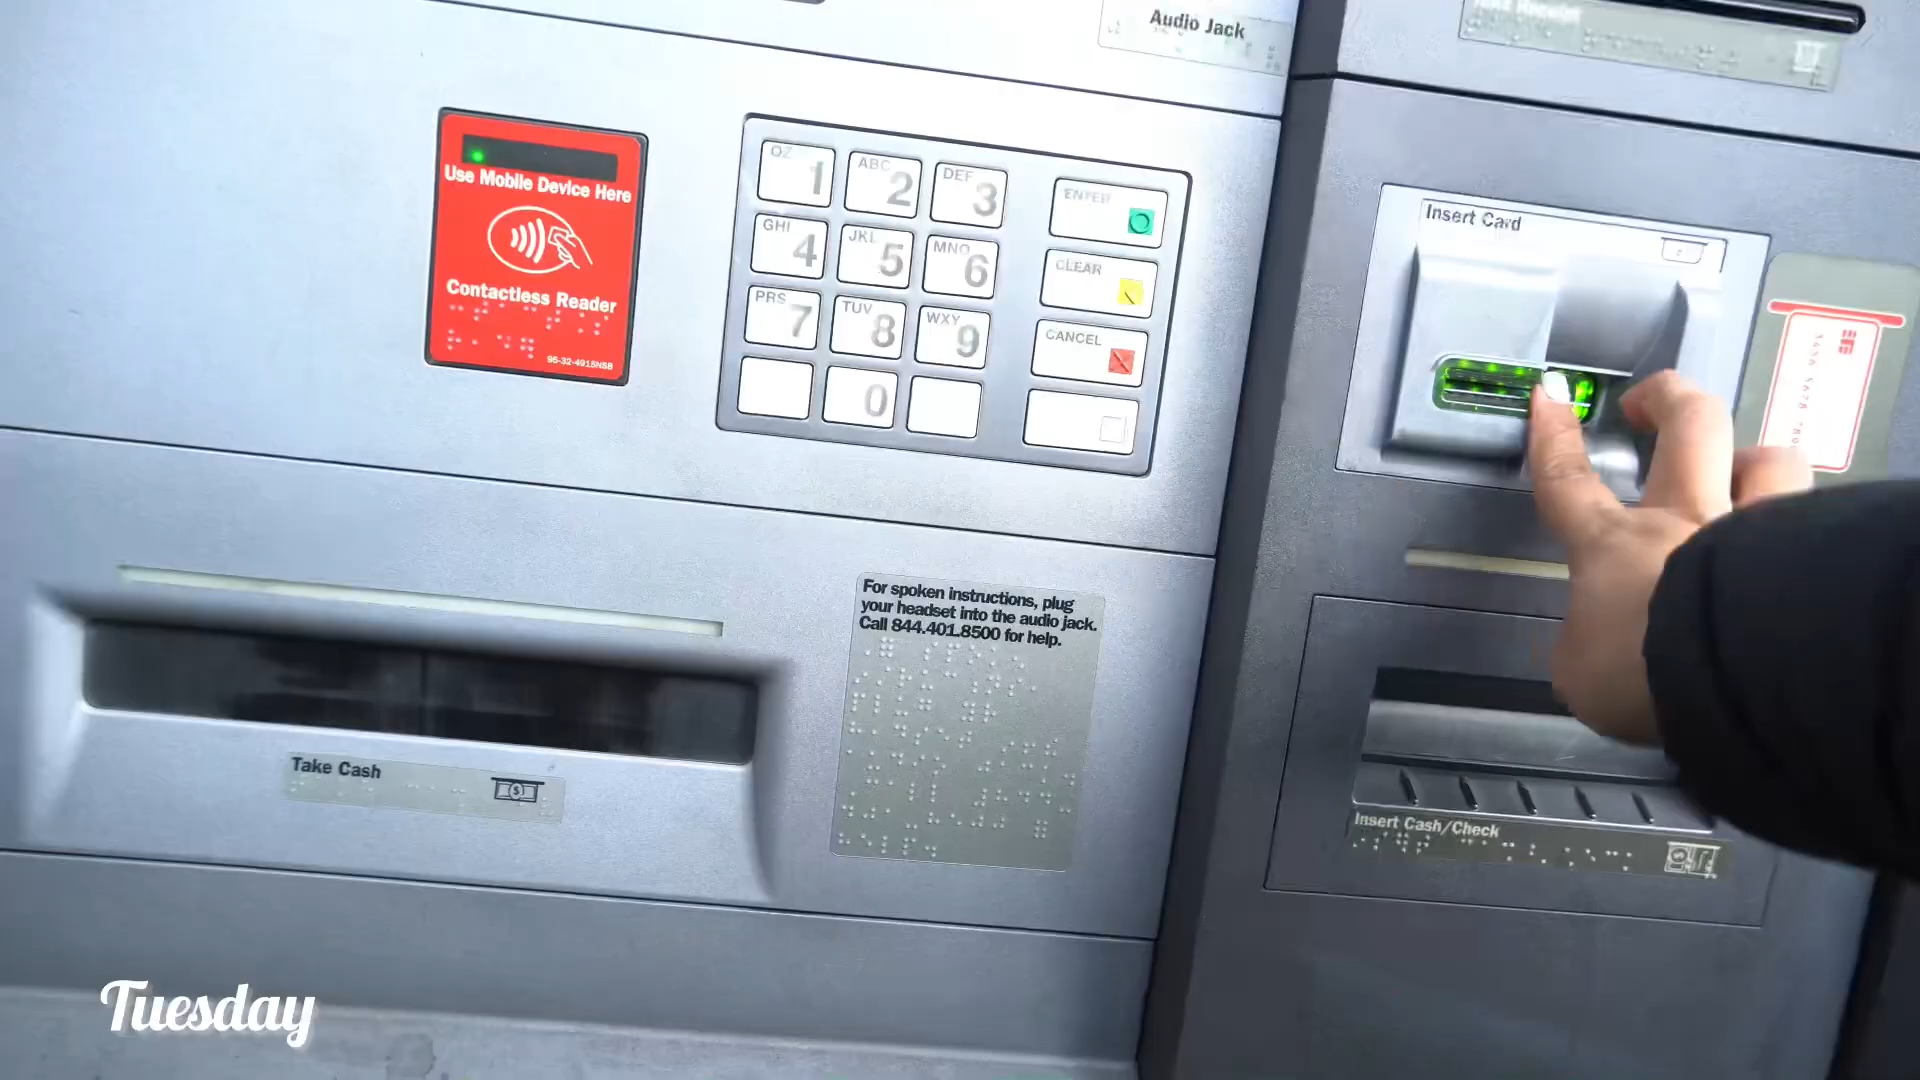 Audio Jack
Use Mobile Device Here
Contactless Reader
95-32-4915NSB
OZ 1
ABC 2
DEF 3
ENTER
GHI 4
JKL 5
MNO 6
CLEAR
PRS 7
TUV 8
WXY 9
CANCEL
0
Insert Card
For spoken instructions, plug
your headset into the audio jack.
Call 844.401.8500 for help.
Take Cash
Insert Cash/Check
Tuesday